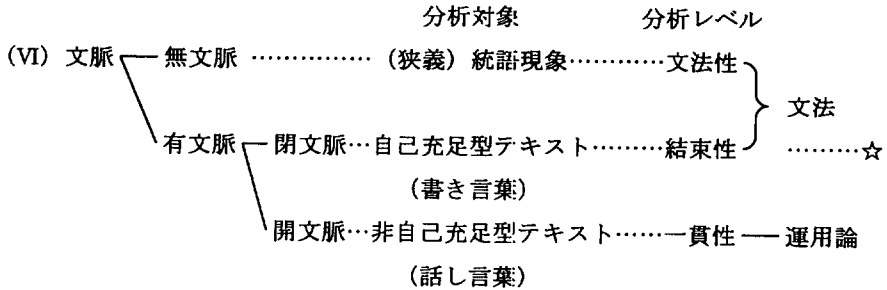 分析対象 分析レベル
(Ⅵ) 文脈 無文脈 …………… (狭義) 統語現象 ………… 文法性
文法
有文脈 閉文脈 … 自己充足型テキスト ……… 結束性 ………☆
(書き言葉)
開文脈 … 非自己充足型テキスト …… 一貫性 ── 運用論
(話し言葉)